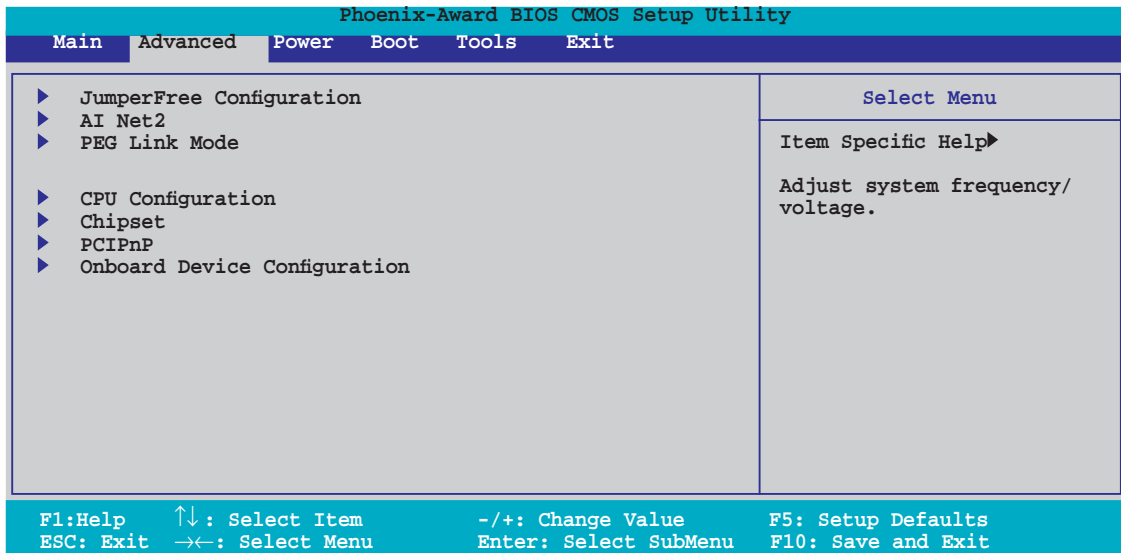 Phoenix-Award BIOS CMOS Setup Utility
Main Advanced Power Boot Tools Exit
JumperFree Configuration
AI Net2
PEG Link Mode
CPU Configuration
Chipset
PCIPnP
Onboard Device Configuration
Select Menu
Item Specific Help
Adjust system frequency/
voltage.
F1:Help ↑↓: Select Item -/+: Change Value F5: Setup Defaults
ESC: Exit →←: Select Menu Enter: Select SubMenu F10: Save and Exit